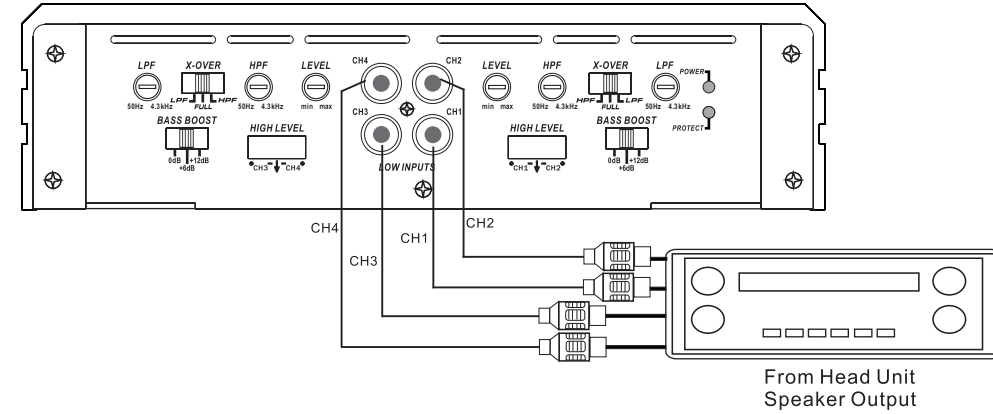 LPF X-OVER HPF LEVEL CH4 CH2 LEVEL HPF X-OVER LPF POWER
50Hz 4.3kHz LPF FULL HPF 50Hz 4.3kHz min max min max 50Hz 4.3kHz HPF FULL LPF 50Hz 4.3kHz
BASS BOOST HIGH LEVEL CH3 CH1 HIGH LEVEL BASS BOOST PROTECT
0dB +6dB +12dB CH3 CH4 LOW INPUTS CH1 CH2 0dB +6dB +12dB
CH4 CH2
CH3 CH1
From Head Unit
Speaker Output